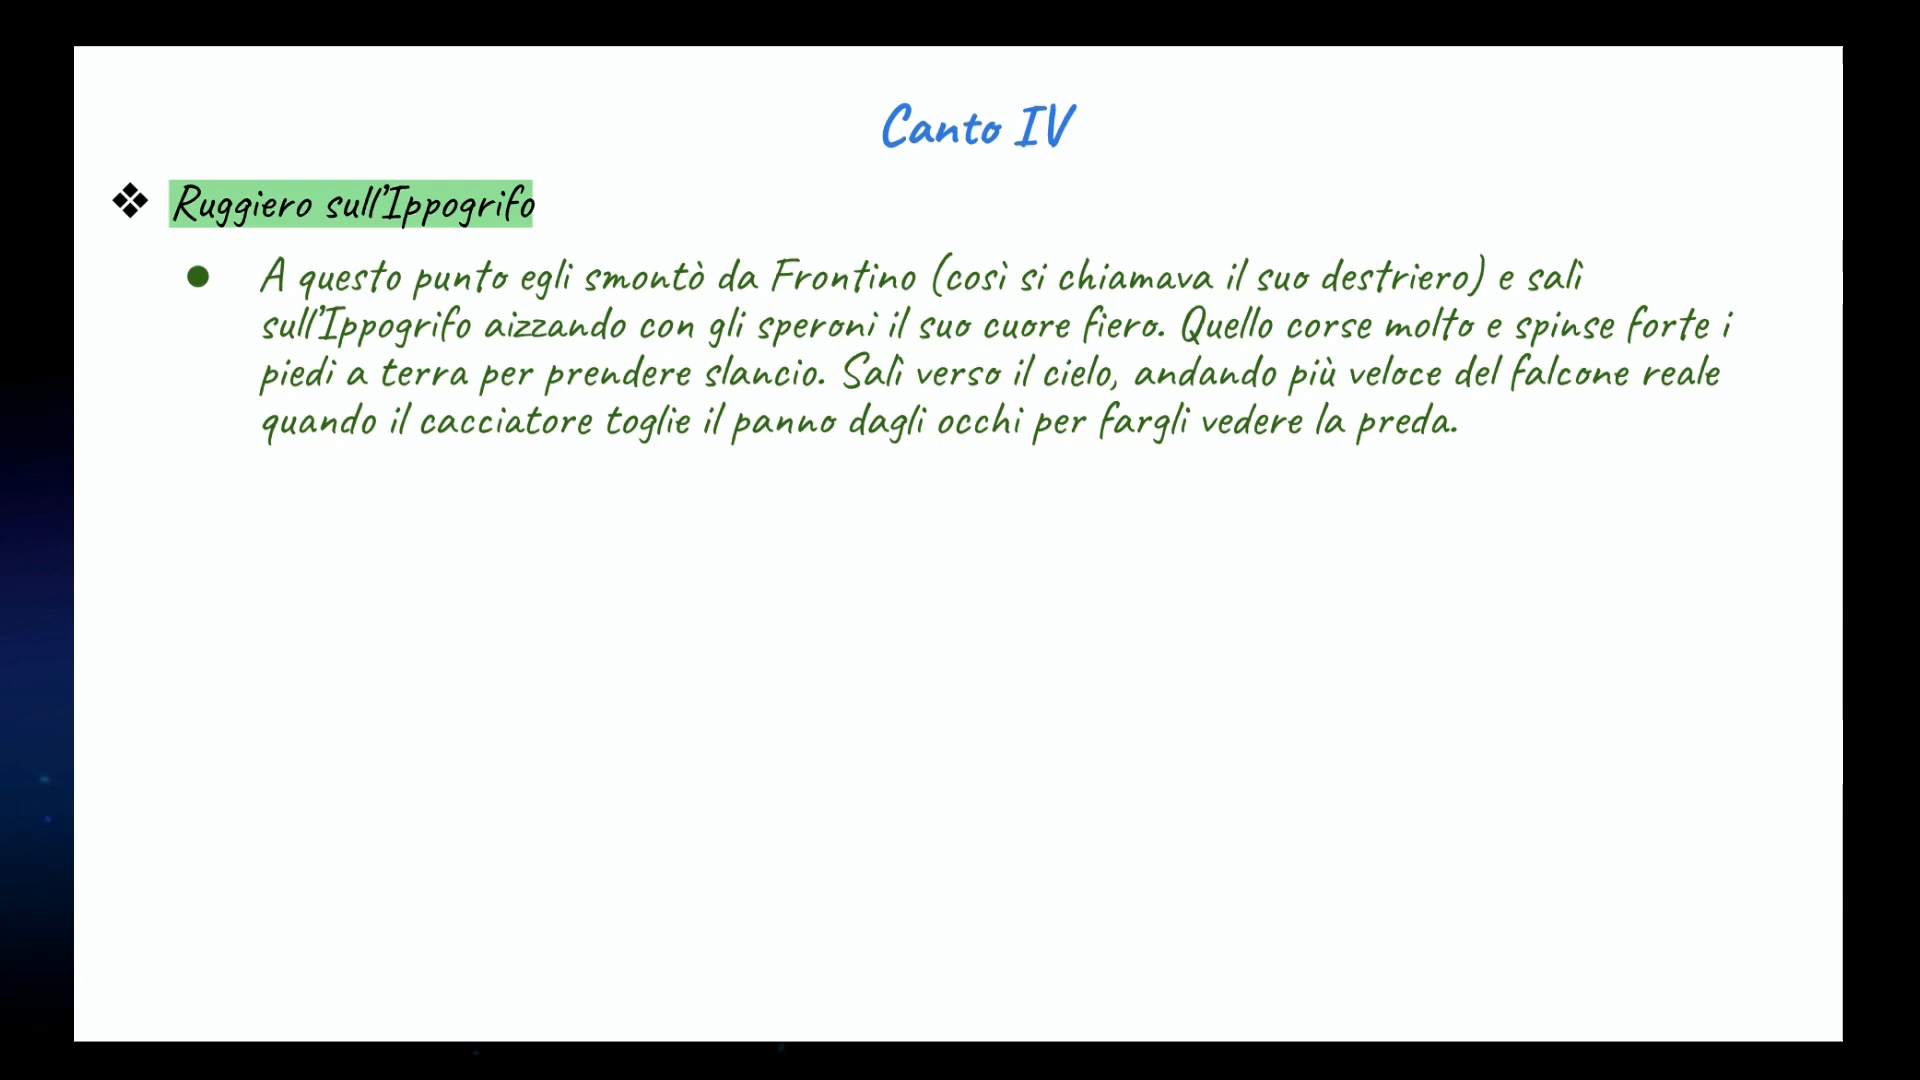 Canto IV
❖ Ruggiero sull'Ippogrifo
● A questo punto egli smontò da Frontino (così si chiamava il suo destriero) e salì
sull'Ippogrifo aizzando con gli speroni il suo cuore fiero. Quello corse molto e spinse forte i
piedi a terra per prendere slancio. Salì verso il cielo, andando più veloce del falcone reale
quando il cacciatore toglie il panno dagli occhi per fargli vedere la preda.